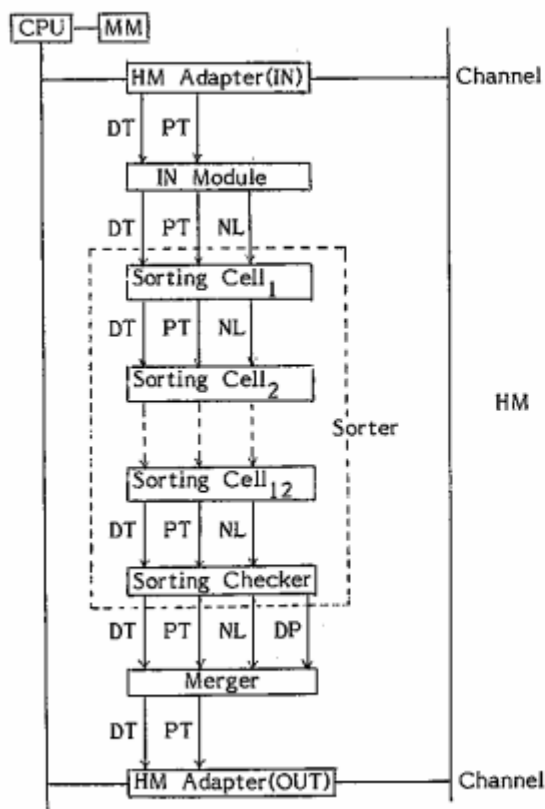 CPU MM
HM Adapter(IN) Channel
DT PT
IN Module
DT PT NL
Sorting Cell1
DT PT NL
Sorting Cell2
HM
Sorter
Sorting Cell12
DT PT NL
Sorting Checker
DT PT NL DP
Merger
DT PT
HM Adapter(OUT) Channel